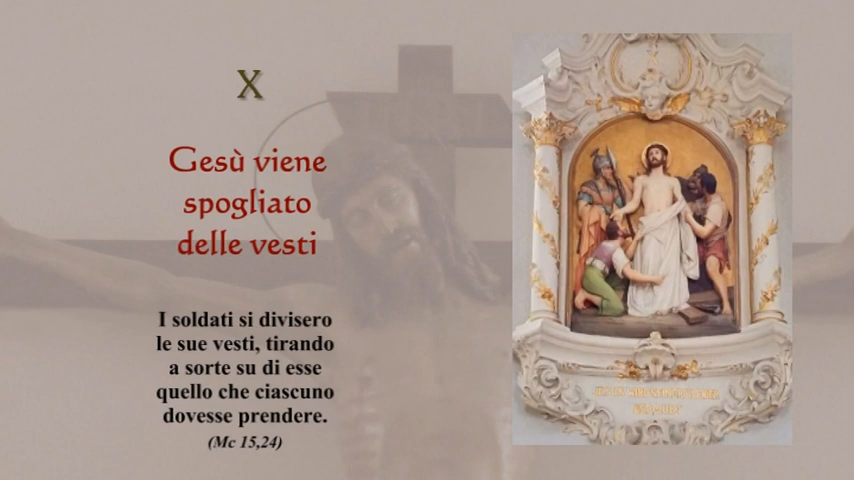 X
Gesù viene
spogliato
delle vesti
I soldati si divisero
le sue vesti, tirando
a sorte su di esse
quello che ciascuno
dovesse prendere.
(Mc 15,24)